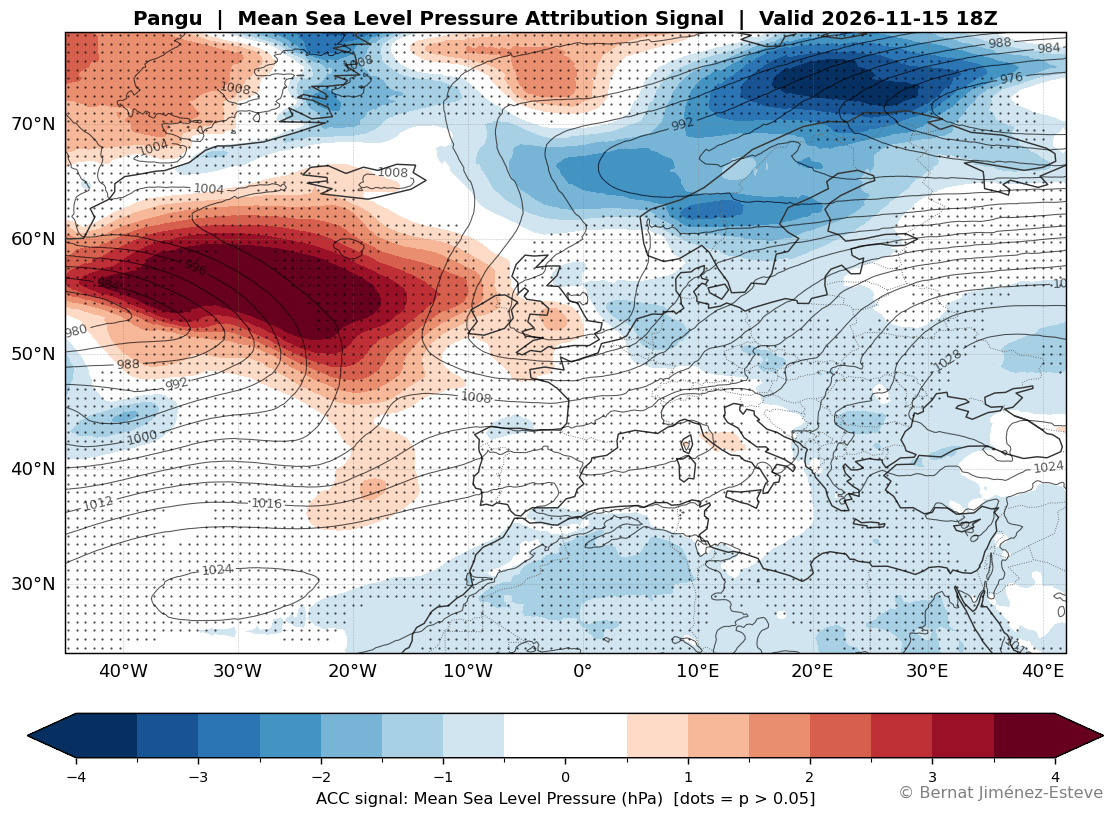 Pangu | Mean Sea Level Pressure Attribution Signal | Valid 2026-11-15 18Z
1008
988
984
1008
976
70°N
992
1004
1008
1004
60°N
996
984
980
50°N
988
1028
992
1008
1000
40°N
1024
1012
1016
1020
1024
30°N
40°W
30°W
20°W
10°W
0°
10°E
20°E
30°E
40°E
−4
−3
−2
−1
0
1
2
3
4
ACC signal: Mean Sea Level Pressure (hPa) [dots = p > 0.05]
© Bernat Jiménez-Esteve